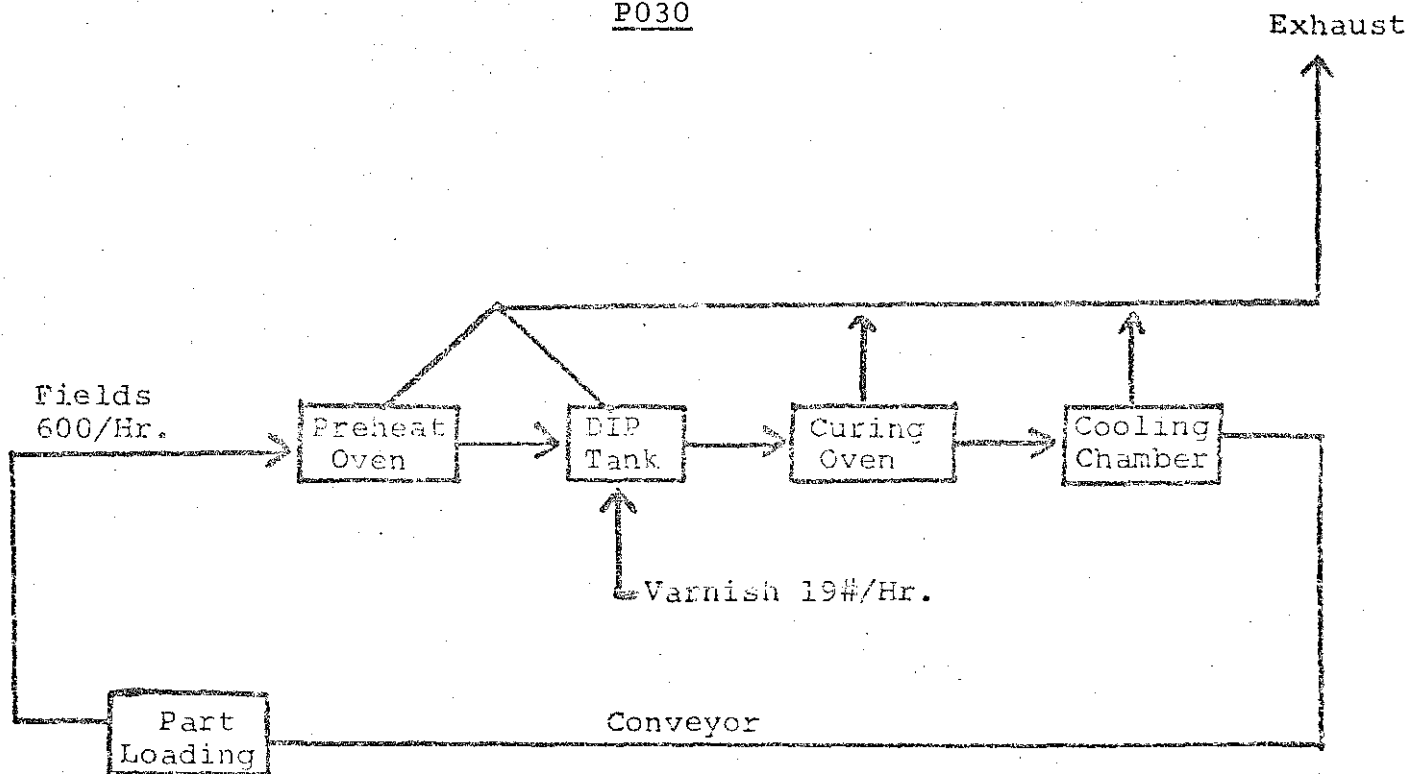 P030
Exhaust
Fields
600/Hr.
Preheat
Oven
DIP
Tank
Curing
Oven
Cooling
Chamber
Varnish 19#/Hr.
Part
Loading
Conveyor